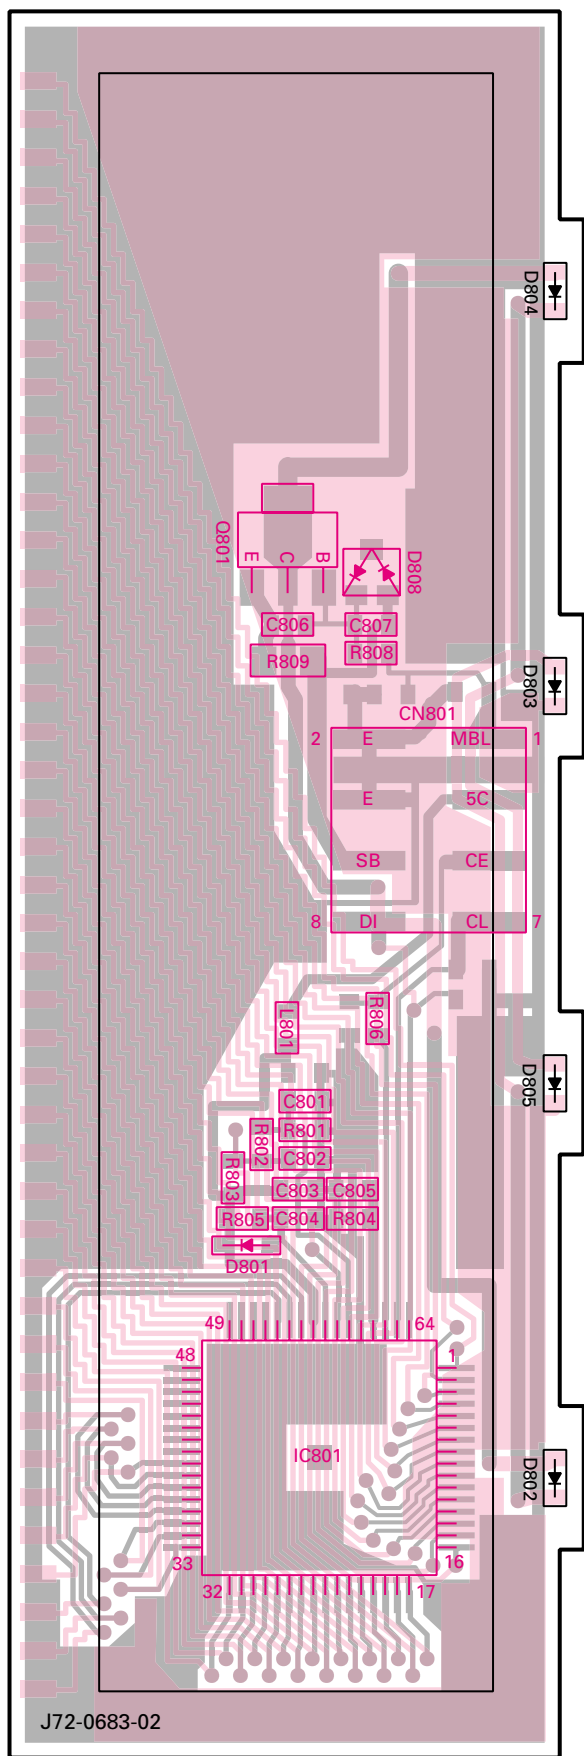 D804
Q801
E
C
B
D808
C806
C807
R808
R809
D803
CN801
2
E
MBL
1
E
5C
SB
CE
8
DI
CL
7
L801
R806
D805
C801
R801
R802
C802
R803
C803
C805
R805
C804
R804
D801
49
64
48
1
IC801
D802
33
16
32
17
J72-0683-02